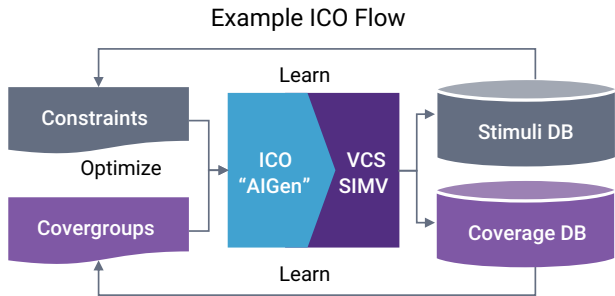 Example ICO Flow
Learn
Constraints
Optimize
Covergroups
ICO
“AIGen”
VCS
SIMV
Stimuli DB
Coverage DB
Learn